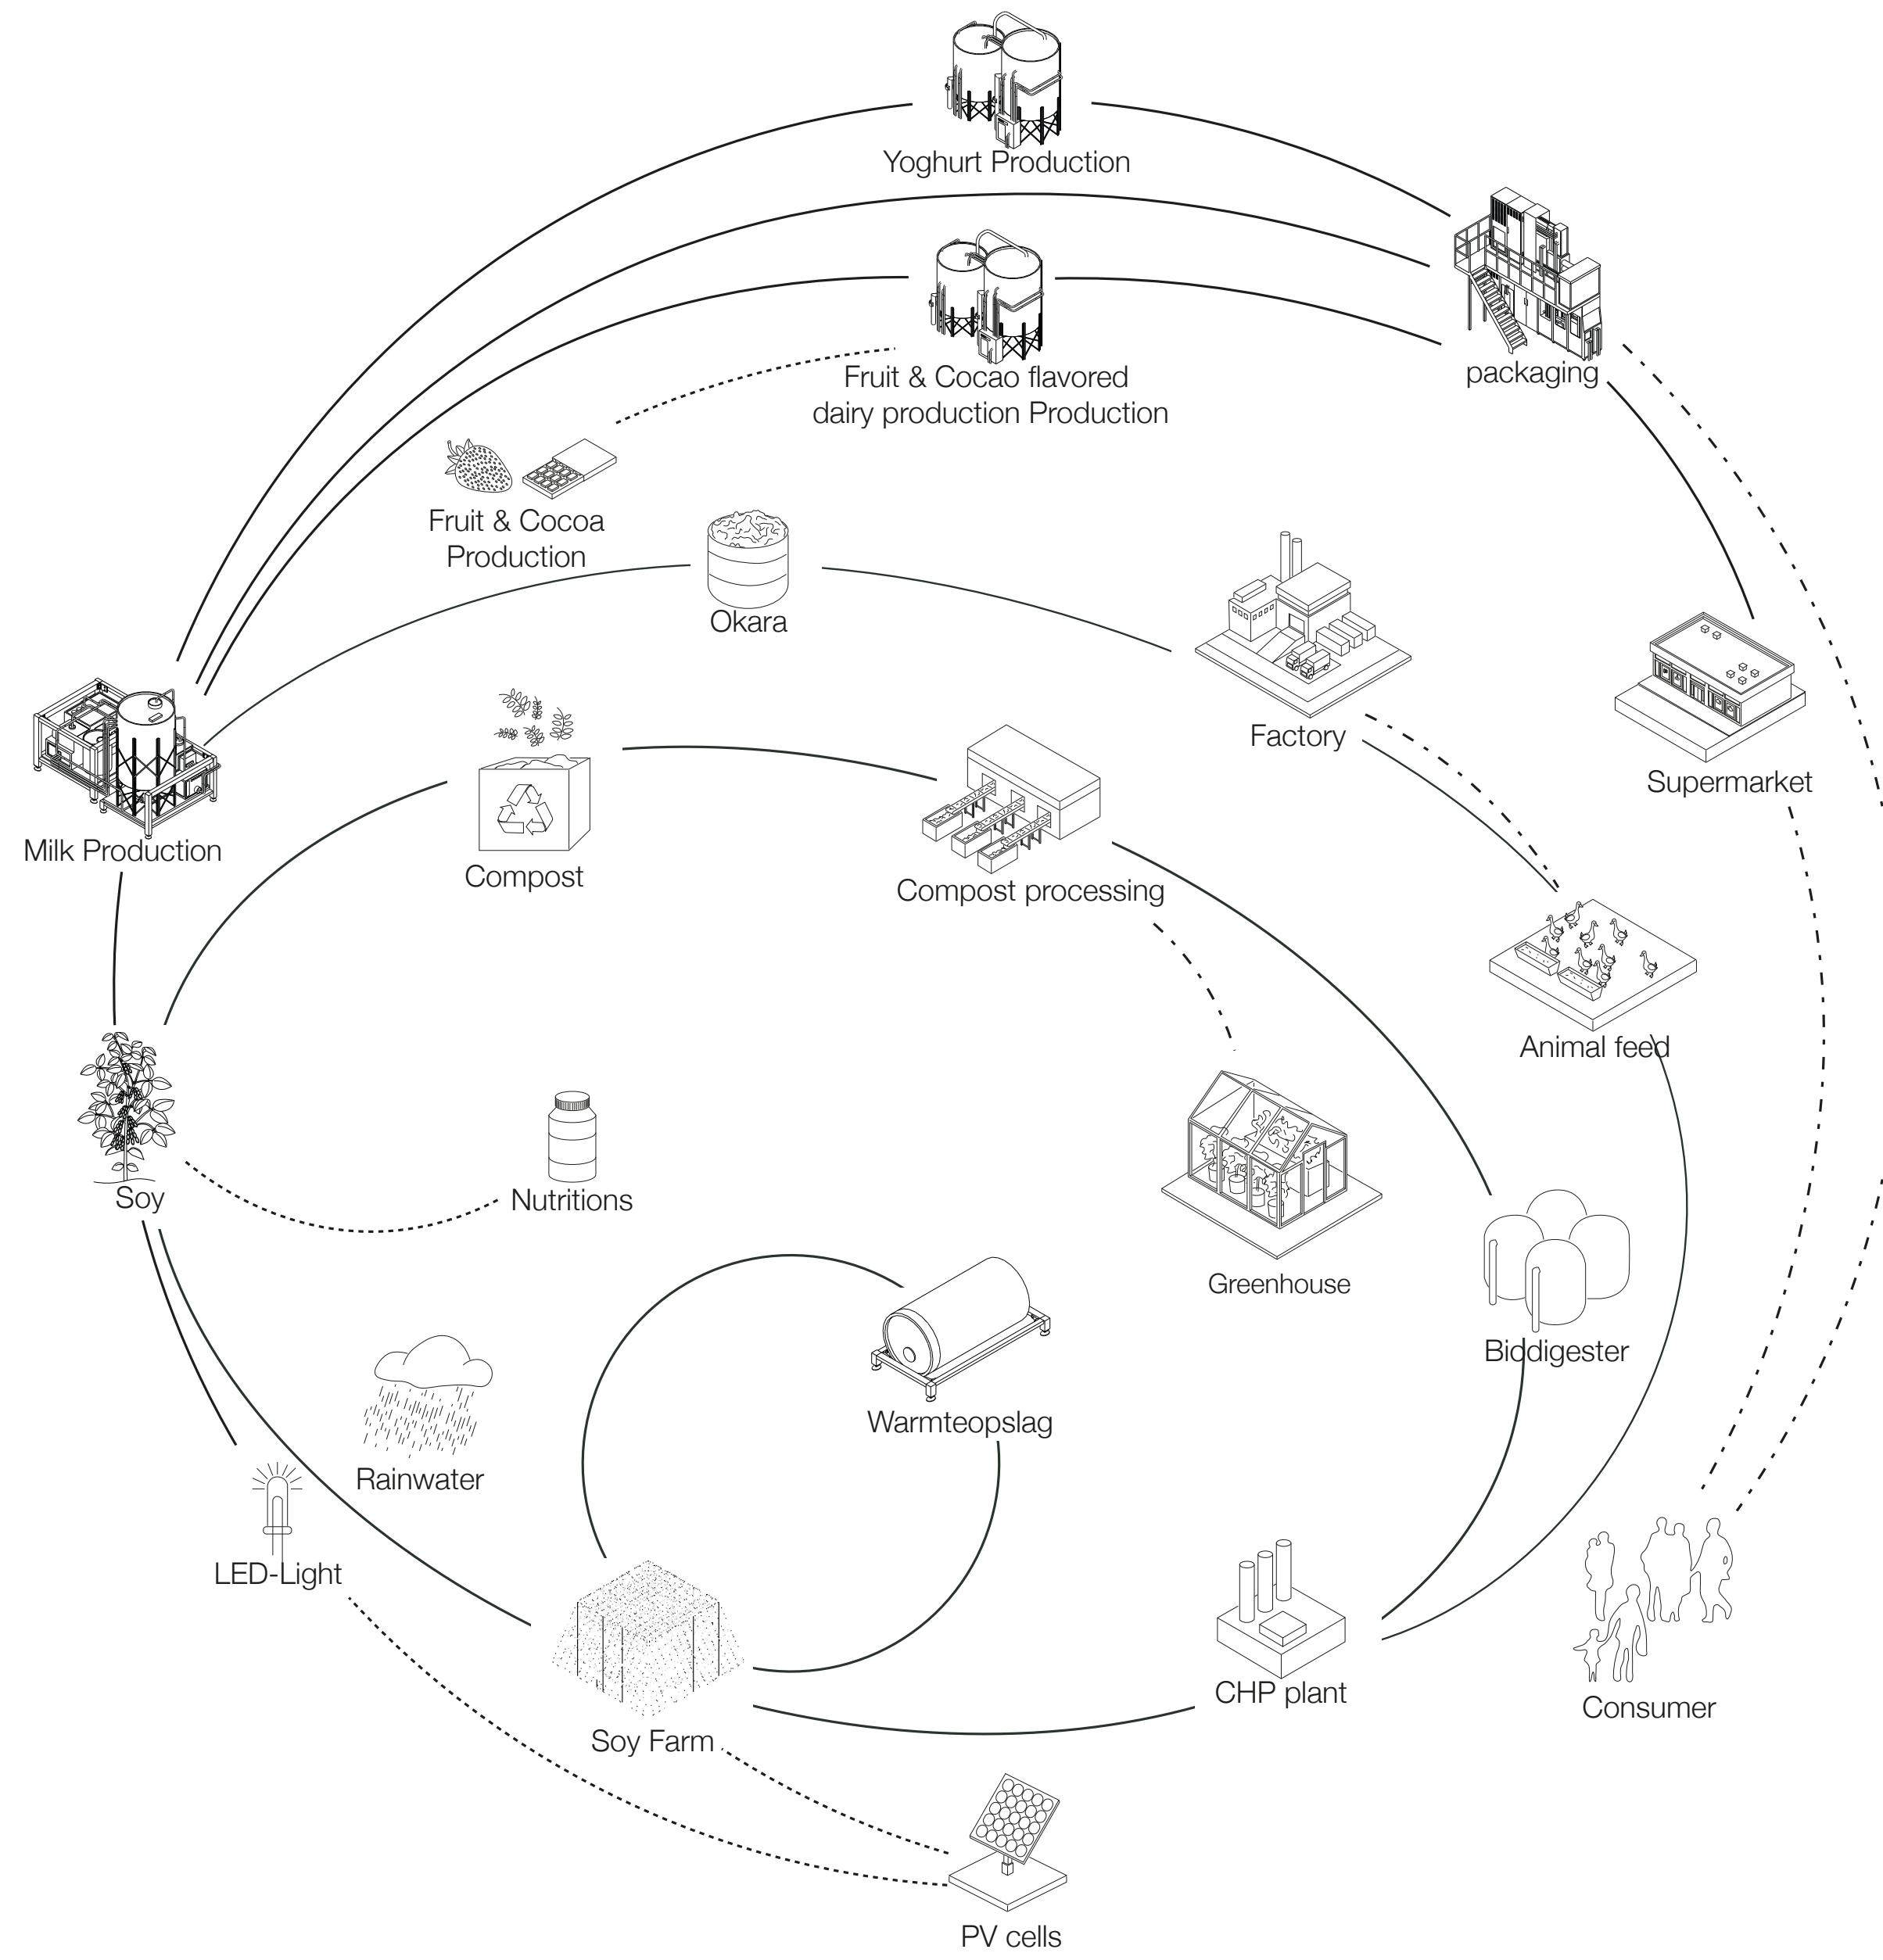 Yoghurt Production
packaging
Fruit & Cocao flavored
dairy production Production
Fruit & Cocoa
Production
Okara
Factory
Supermarket
Milk Production
Compost
Compost processing
Animal feed
Soy
Nutritions
Greenhouse
Biodigester
Warmteopslag
Rainwater
LED-Light
CHP plant
Consumer
Soy Farm
PV cells